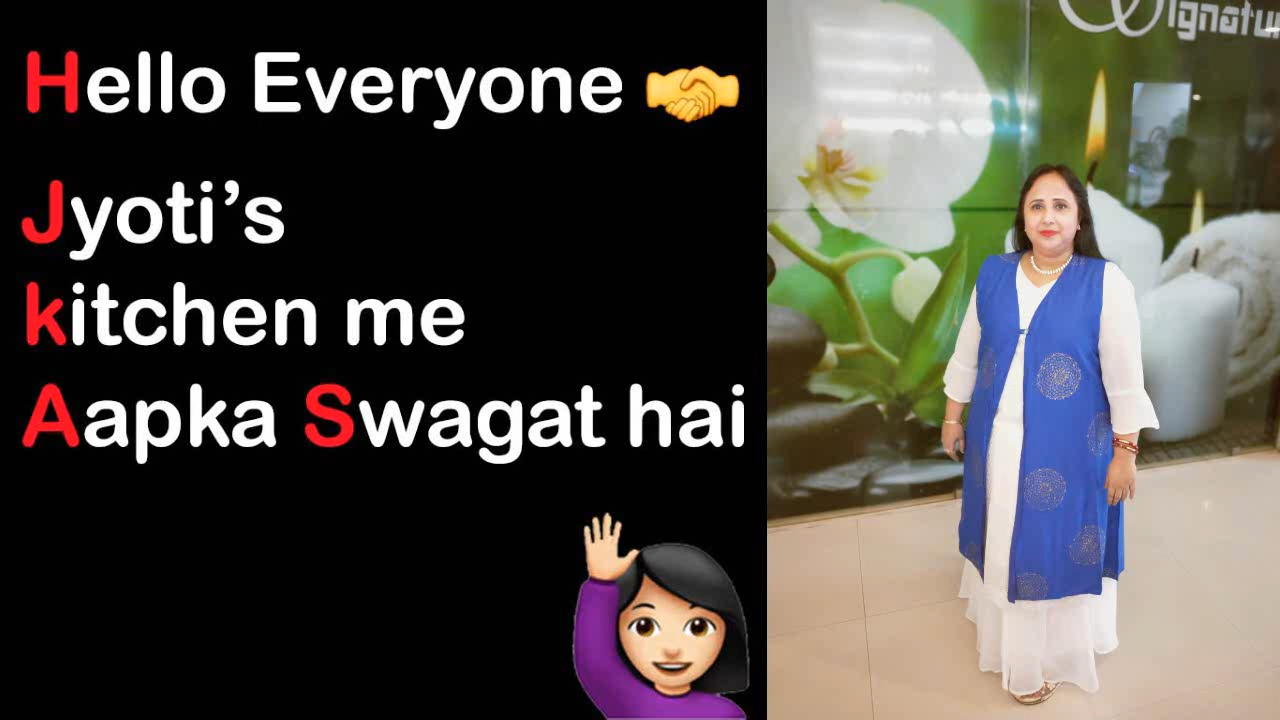 Hello Everyone 🤝
Jyoti’s
kitchen me
Aapka Swagat hai